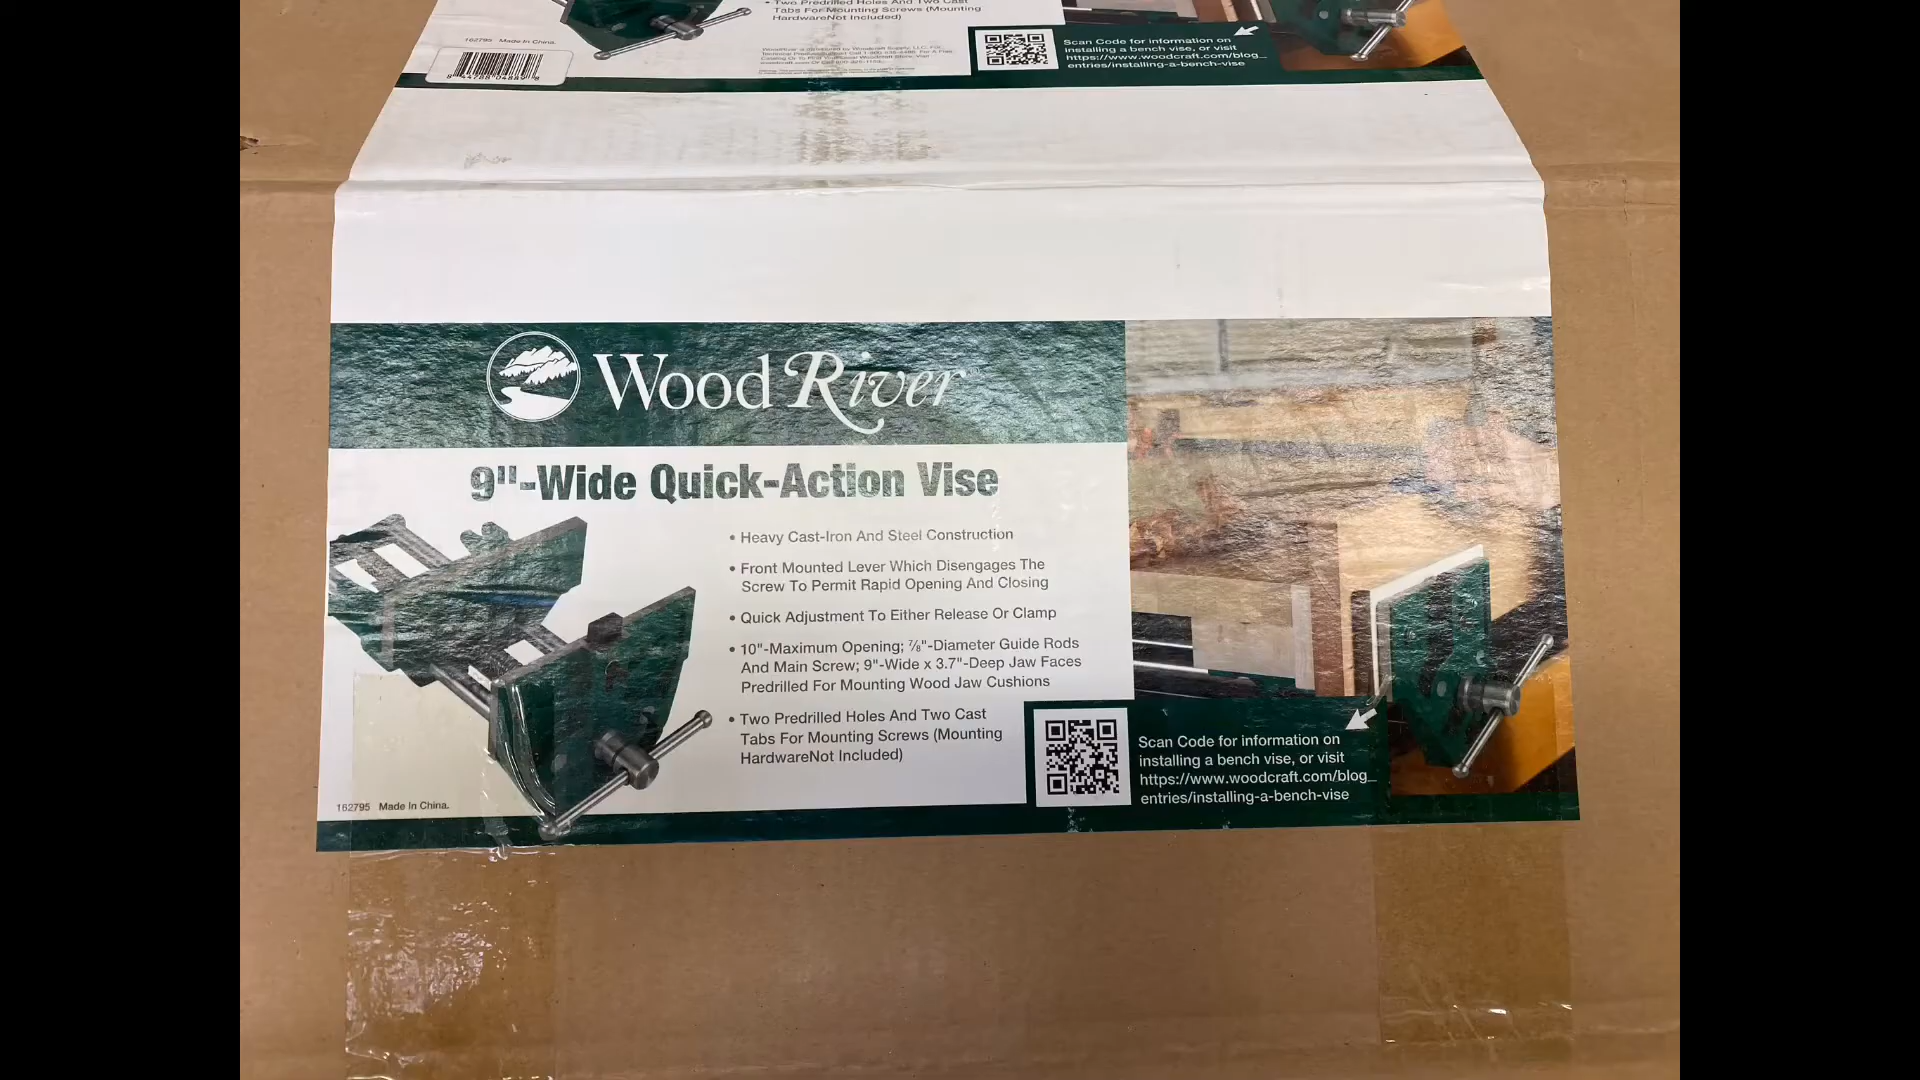 Two Predrilled Holes And Two Cast
Tabs For Mounting Screws (Mounting
HardwareNot Included)
162795 Made In China.
Scan Code for information on
installing a bench vise, or visit
https://www.woodcraft.com/blog_
entries/installing-a-bench-vise
Wood River
9"-Wide Quick-Action Vise
• Heavy Cast-Iron And Steel Construction
• Front Mounted Lever Which Disengages The
Screw To Permit Rapid Opening And Closing
• Quick Adjustment To Either Release Or Clamp
• 10"-Maximum Opening; ⅞"-Diameter Guide Rods
And Main Screw; 9"-Wide x 3.7"-Deep Jaw Faces
Predrilled For Mounting Wood Jaw Cushions
• Two Predrilled Holes And Two Cast
Tabs For Mounting Screws (Mounting
HardwareNot Included)
162795 Made In China.
Scan Code for information on
installing a bench vise, or visit
https://www.woodcraft.com/blog_
entries/installing-a-bench-vise